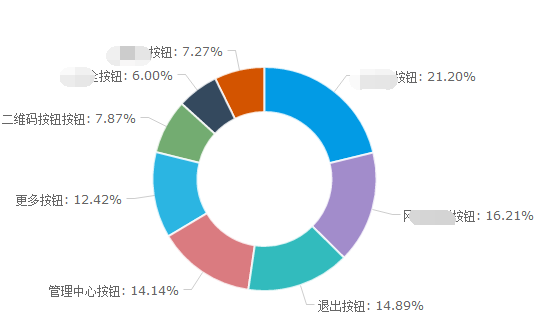 按钮: 7.27%
按钮: 6.00%
按钮: 21.20%
二维码按钮按钮: 7.87%
更多按钮: 12.42%
按钮: 16.21%
管理中心按钮: 14.14%
退出按钮: 14.89%